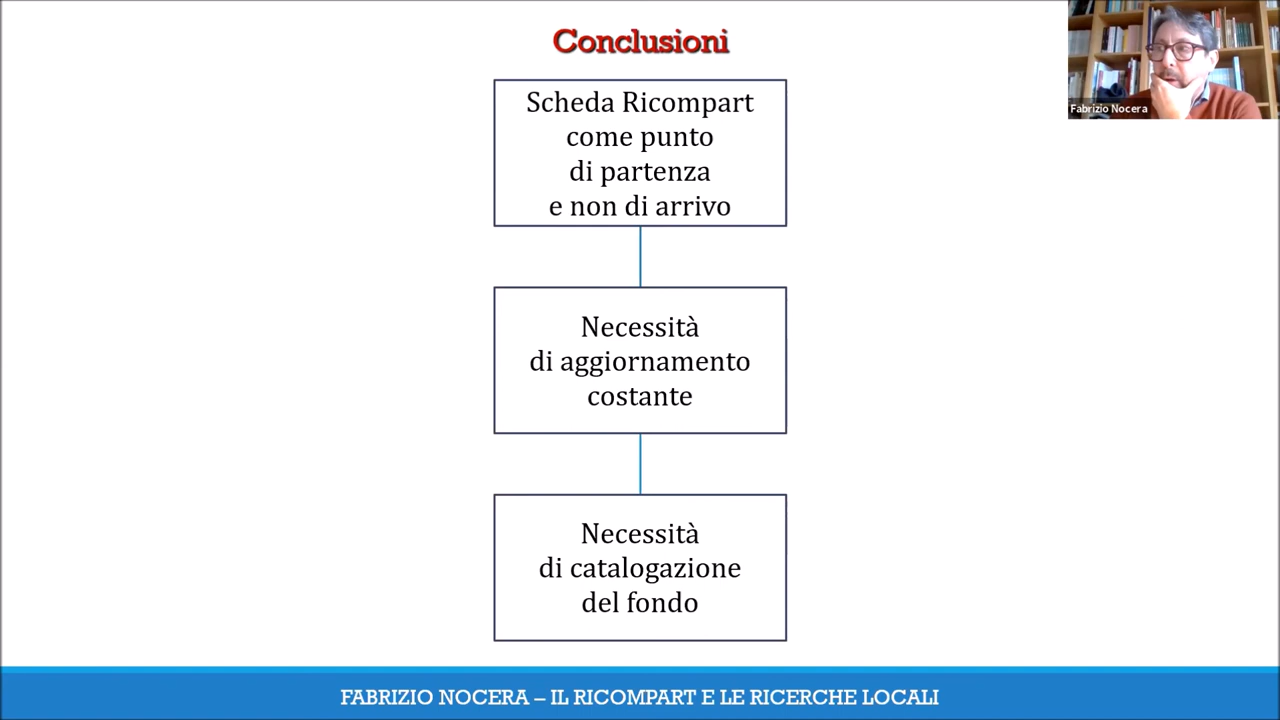 Conclusioni
Fabrizio Nocera
Scheda Ricompart
come punto
di partenza
e non di arrivo
Necessità
di aggiornamento
costante
Necessità
di catalogazione
del fondo
FABRIZIO NOCERA – IL RICOMPART E LE RICERCHE LOCALI